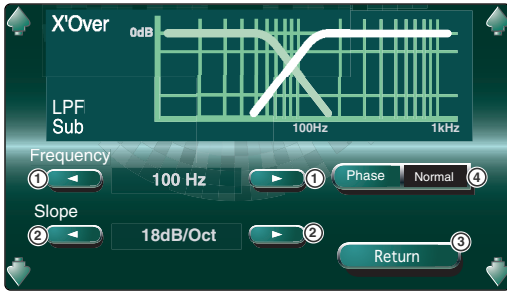 X'Over
0dB
LPF
Sub
100Hz 1kHz
Frequency
① ◄ 100 Hz ► ①
Phase Normal ④
Slope
② ◄ 18dB/Oct ► ②
③
Return